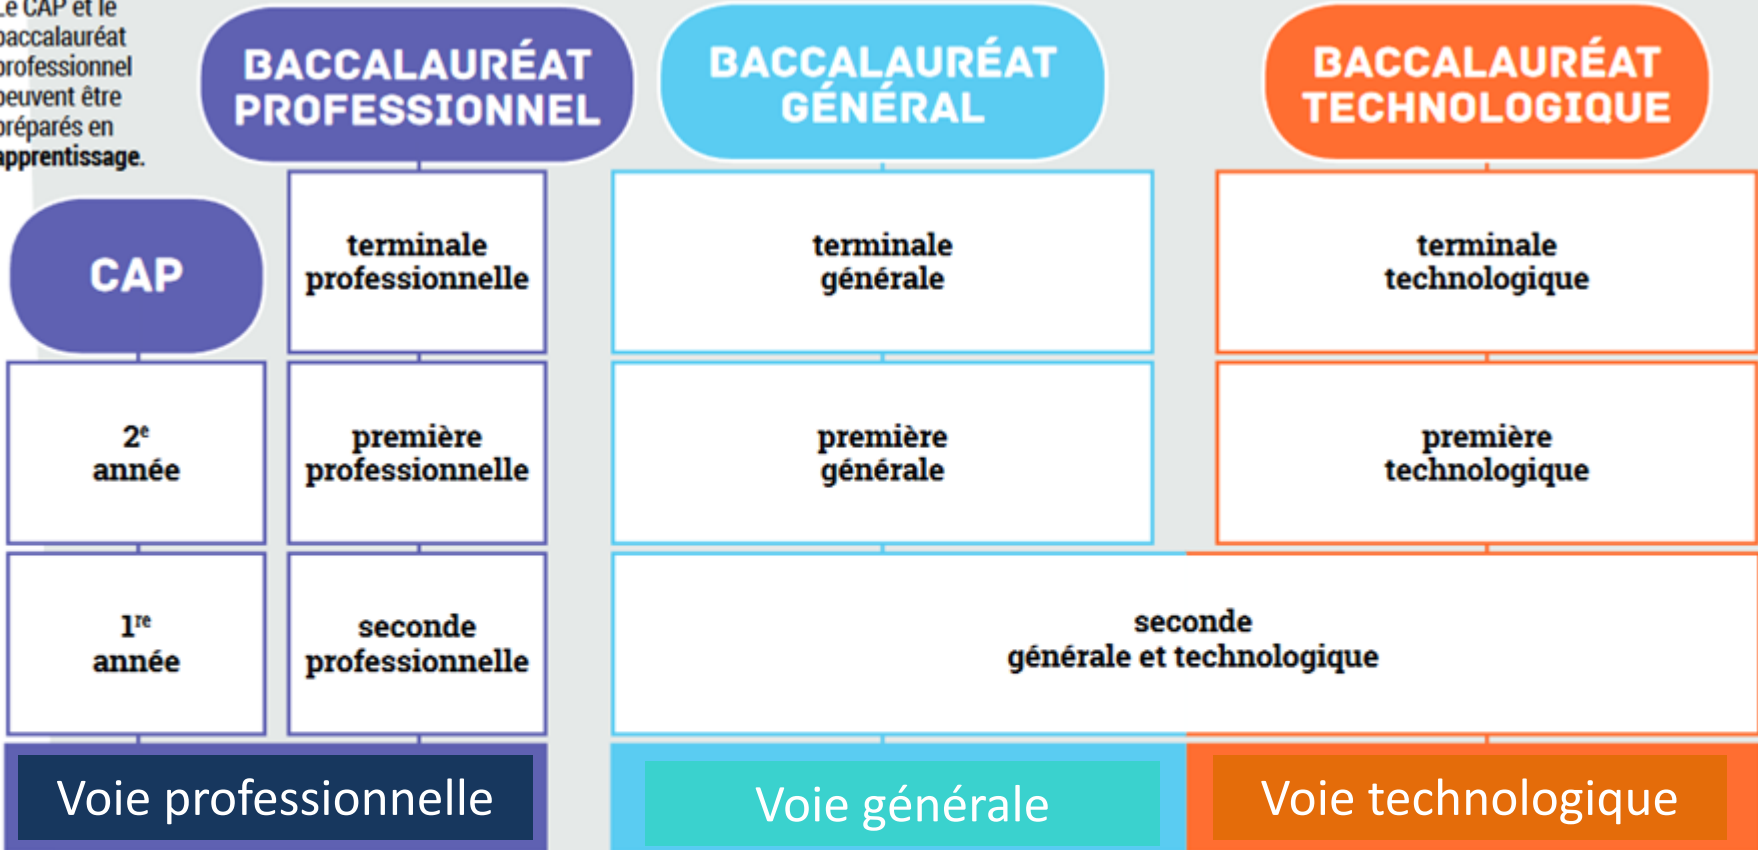 Le CAP et le
baccalauréat
professionnel
peuvent être
préparés en
apprentissage.
BACCALAURÉAT
PROFESSIONNEL
BACCALAURÉAT
GÉNÉRAL
BACCALAURÉAT
TECHNOLOGIQUE
CAP
terminale
professionnelle
terminale
générale
terminale
technologique
2e
année
première
professionnelle
première
générale
première
technologique
1re
année
seconde
professionnelle
seconde
générale et technologique
Voie professionnelle
Voie générale
Voie technologique